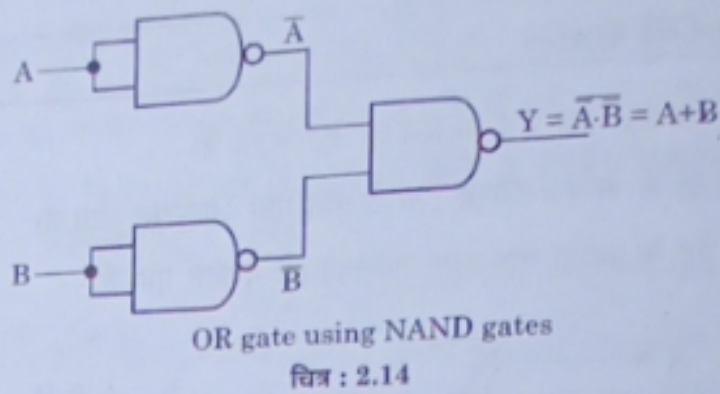 A
A̅
Y = A̅·B̅ = A+B
B
B̅
OR gate using NAND gates
चित्र : 2.14